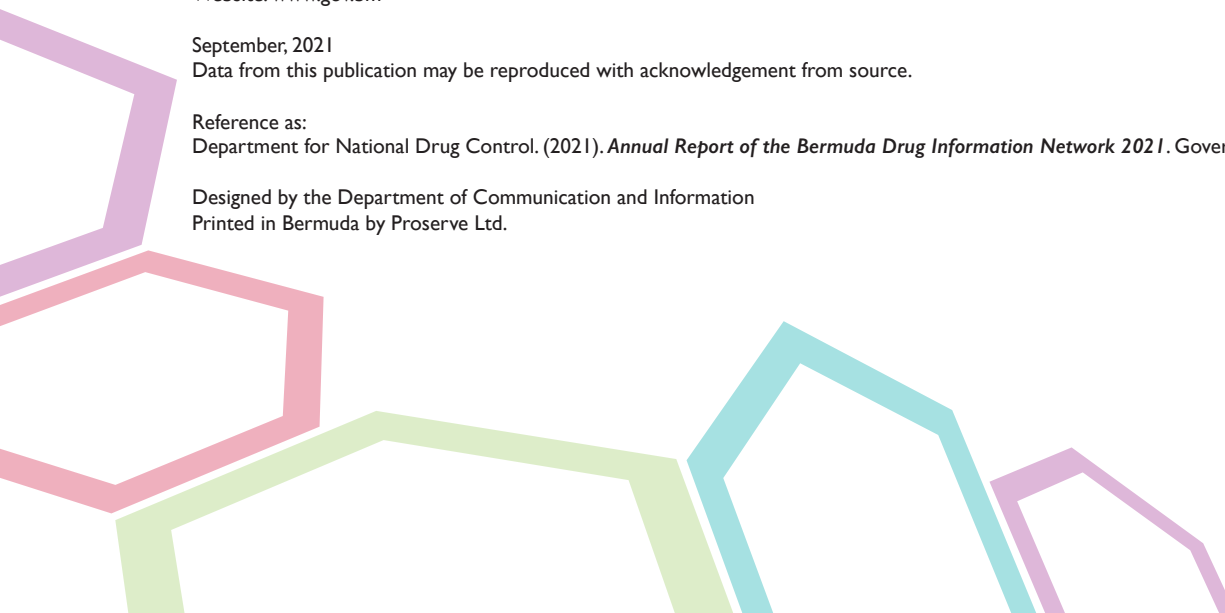 September, 2021
Data from this publication may be reproduced with acknowledgement from source.
Reference as:
Department for National Drug Control. (2021). Annual Report of the Bermuda Drug Information Network 2021. Gover
Designed by the Department of Communication and Information
Printed in Bermuda by Proserve Ltd.